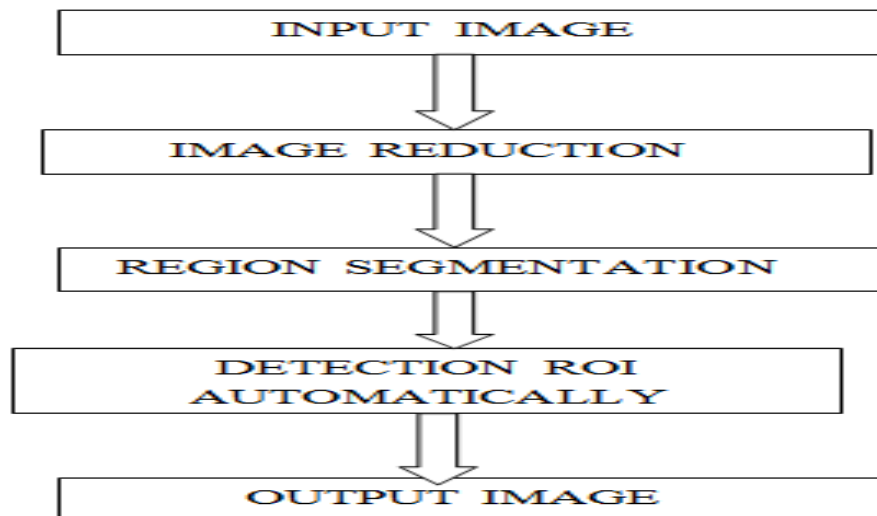 INPUT IMAGE
IMAGE REDUCTION
REGION SEGMENTATION
DETECTION ROI
AUTOMATICALLY
OUTPUT IMAGE